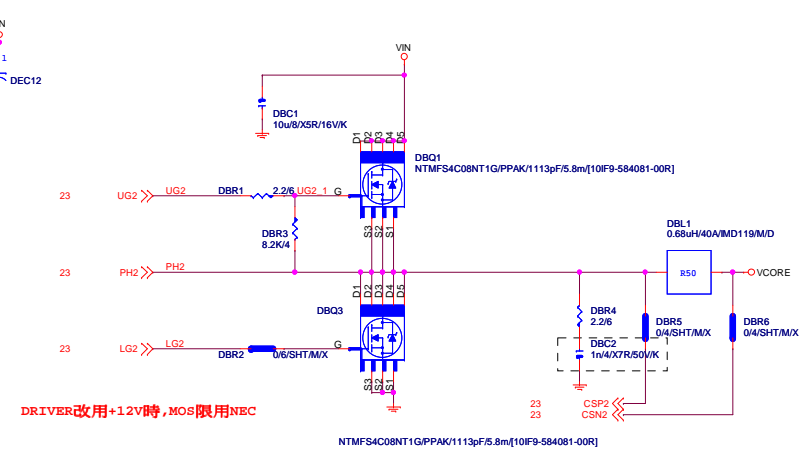 N
1
DEC12
VIN
DBC1
10u/8/X5R/16V/K
D1
D2
D3
D4
D5
DBQ1
NTMFS4C08NT1G/PPAK/1113pF/5.8m/[10IF9-584081-00R]
23
UG2
UG2
DBR1
2.2/6
UG2_1
G
S3
S2
S1
DBR3
8.2K/4
DBL1
0.68uH/40A/IMD119/M/D
23
PH2
PH2
R50
VCORE
D1
D2
D3
D4
D5
DBQ3
DBR4
2.2/6
DBR5
0/4/SHT/M/X
DBR6
0/4/SHT/M/X
23
LG2
LG2
DBR2
0/6/SHT/M/X
G
DBC2
1n/4/X7R/50V/K
S3
S2
S1
23
CSP2
23
CSN2
DRIVER改用+12V時,MOS限用NEC
NTMFS4C08NT1G/PPAK/1113pF/5.8m/[10IF9-584081-00R]